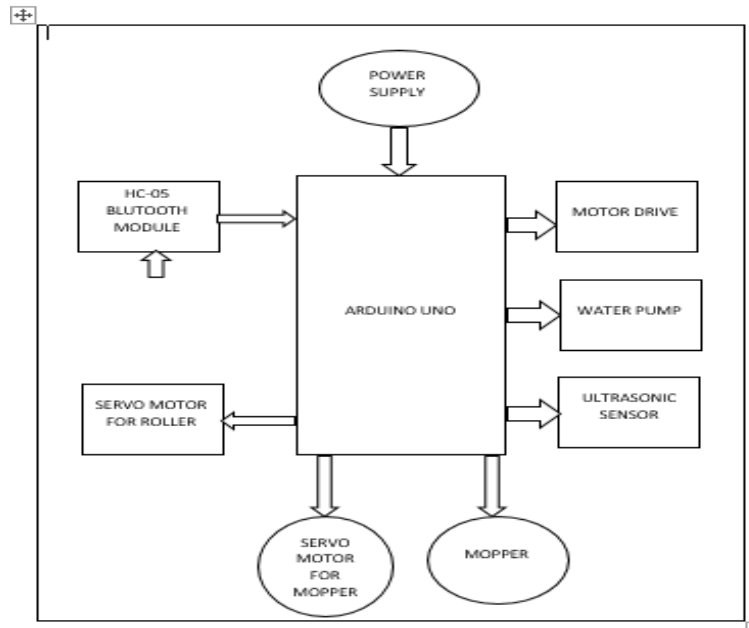 POWER
SUPPLY
HC-05
BLUTOOTH
MODULE
MOTOR DRIVE
ARDUINO UNO
WATER PUMP
SERVO MOTOR
FOR ROLLER
ULTRASONIC
SENSOR
SERVO
MOTOR
FOR
MOPPER
MOPPER